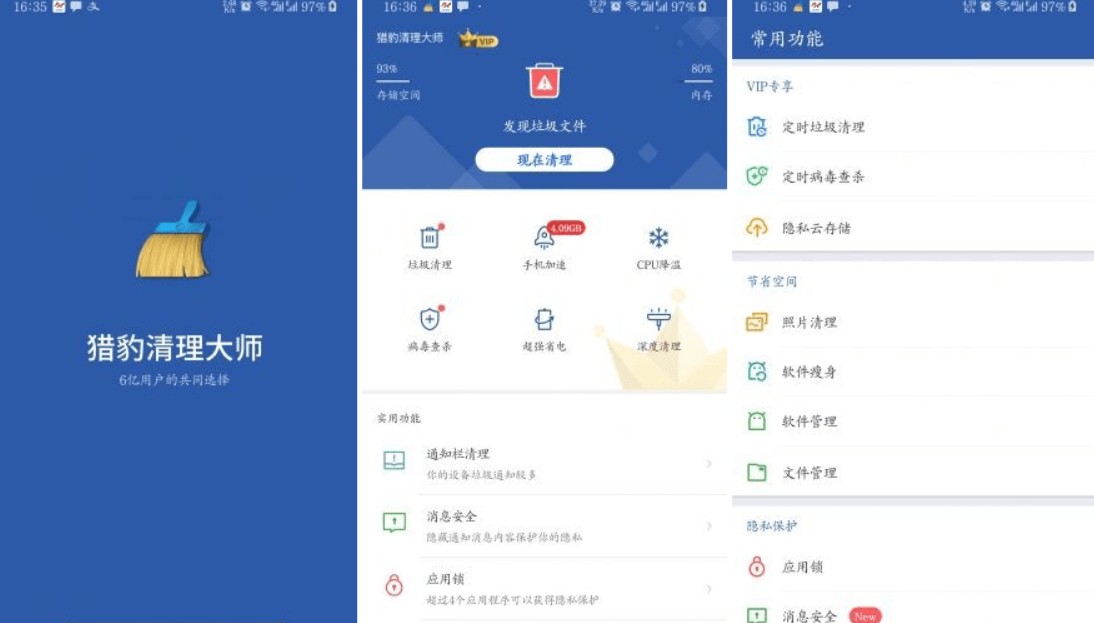 16:35
97%
猎豹清理大师
6亿用户的共同选择
16:36
97%
猎豹清理大师
VIP
93%
存储空间
80%
内存
发现垃圾文件
现在清理
垃圾清理
4.09GB
手机加速
CPU降温
病毒查杀
超强省电
深度清理
实用功能
通知栏清理
你的设备垃圾通知较多
消息安全
隐藏通知消息内容保护你的隐私
应用锁
超过4个应用程序可以获得隐私保护
16:36
97%
常用功能
VIP专享
定时垃圾清理
定时病毒查杀
隐私云存储
节省空间
照片清理
软件瘦身
软件管理
文件管理
隐私保护
应用锁
消息安全
New